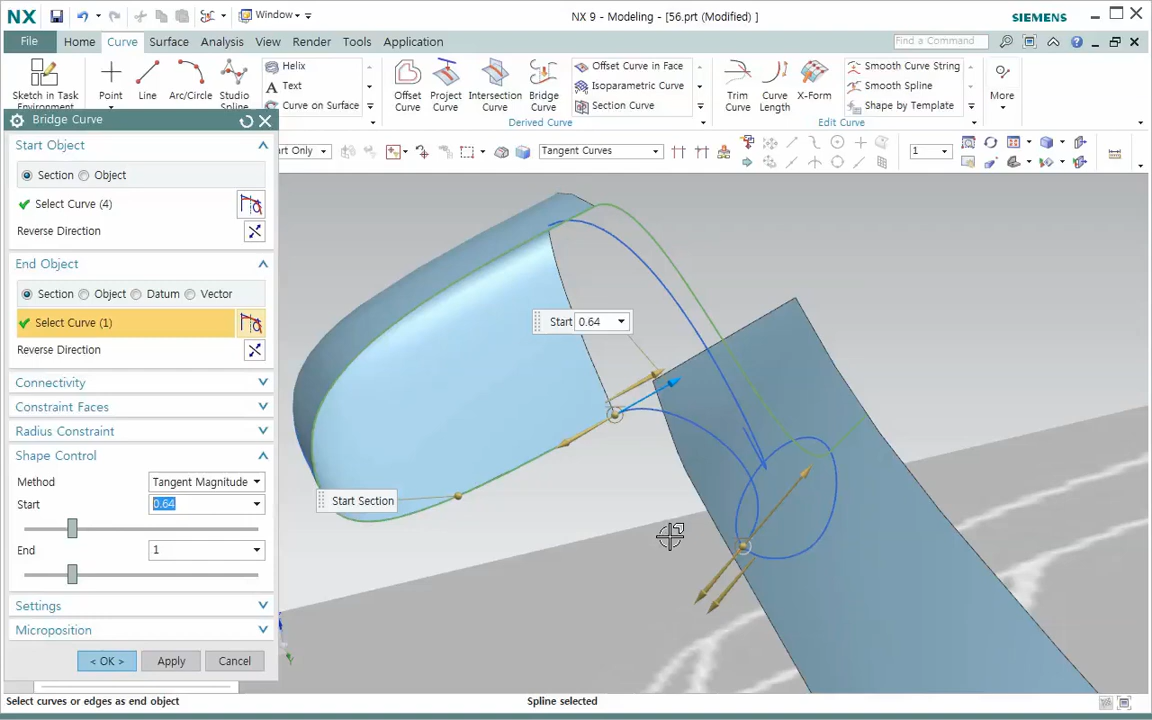 NX
Window
NX 9 - Modeling - [56.prt (Modified) ]
SIEMENS
File
Home
Curve
Surface
Analysis
View
Render
Tools
Application
Find a Command
Sketch in Task
Environment
Point
Line
Arc/Circle
Studio
Spline
Helix
Text
Curve on Surface
Offset
Curve
Project
Curve
Intersection
Curve
Bridge
Curve
Offset Curve in Face
Isoparametric Curve
Section Curve
Derived Curve
Trim
Curve
Curve
Length
X-Form
Smooth Curve String
Smooth Spline
Shape by Template
Edit Curve
More
Bridge Curve
rt Only
Tangent Curves
1
Start Object
Section
Object
Select Curve (4)
Reverse Direction
End Object
Section
Object
Datum
Vector
Select Curve (1)
Reverse Direction
Connectivity
Constraint Faces
Radius Constraint
Shape Control
Method
Tangent Magnitude
Start
0.64
End
1
Settings
Microposition
< OK >
Apply
Cancel
Start 0.64
Start Section
Y
Select curves or edges as end object
Spline selected